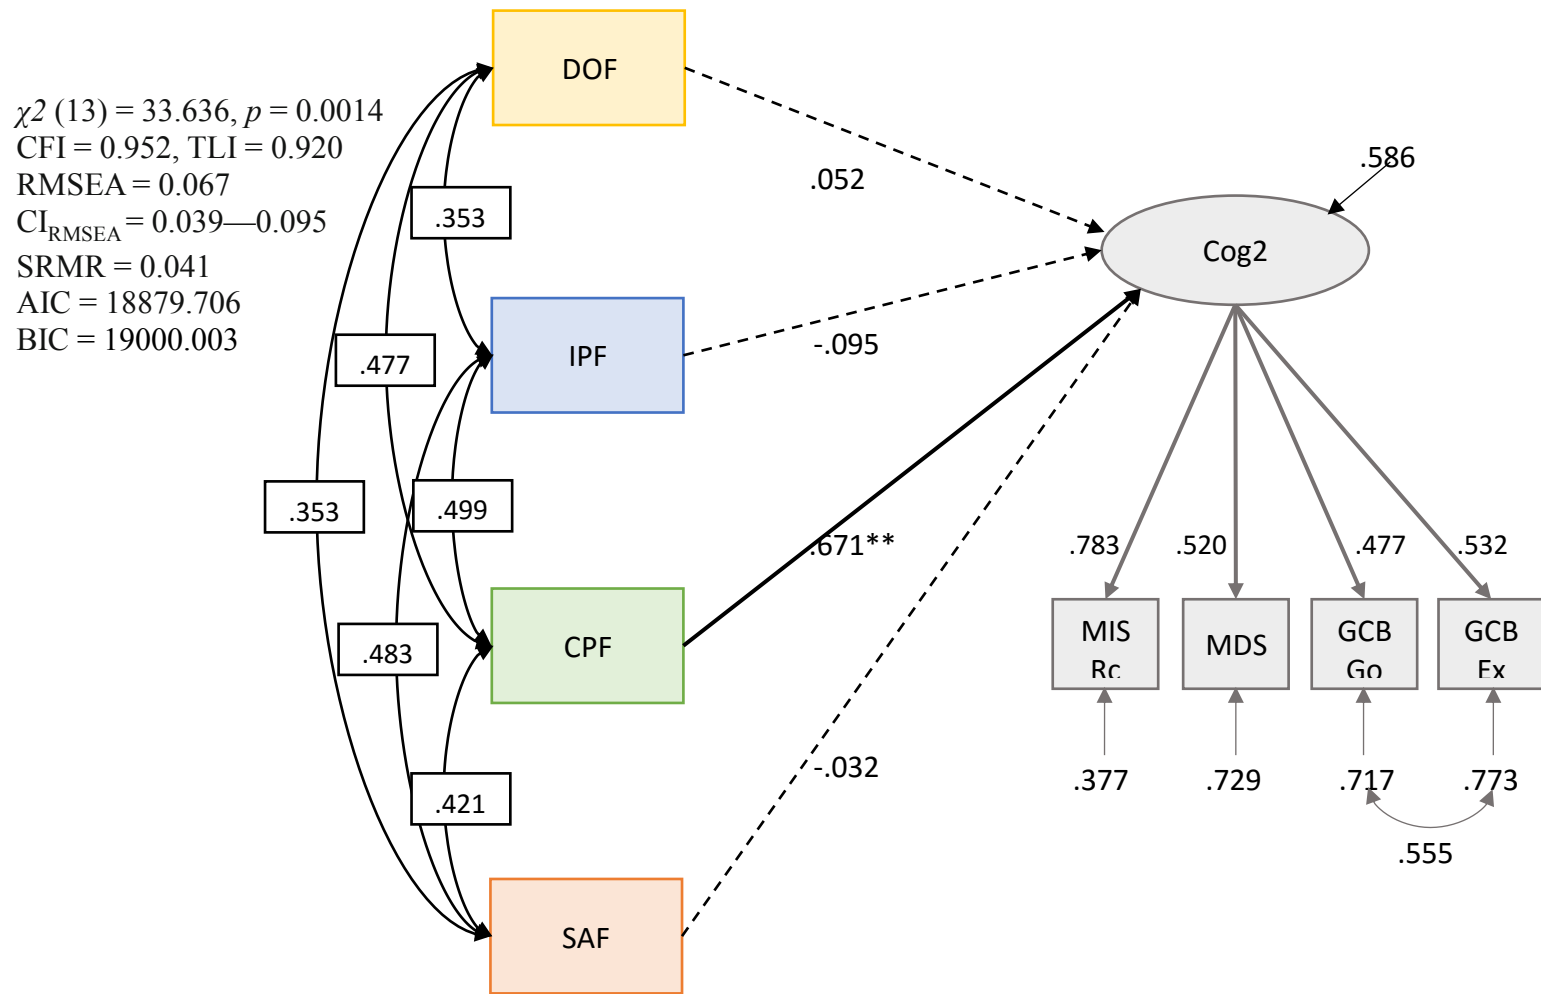 χ2 (13) = 33.636, p = 0.0014
CFI = 0.952, TLI = 0.920
RMSEA = 0.067
CI RMSEA = 0.039—0.095
SRMR = 0.041
AIC = 18879.706
BIC = 19000.003
DOF
IPF
CPF
SAF
.353
.477
.353
.499
.483
.421
.052
-.095
.671**
-.032
.586
Cog2
.783
.520
.477
.532
MIS
Rc
MDS
GCB
Go
GCB
Ex
.377
.729
.717
.773
.555